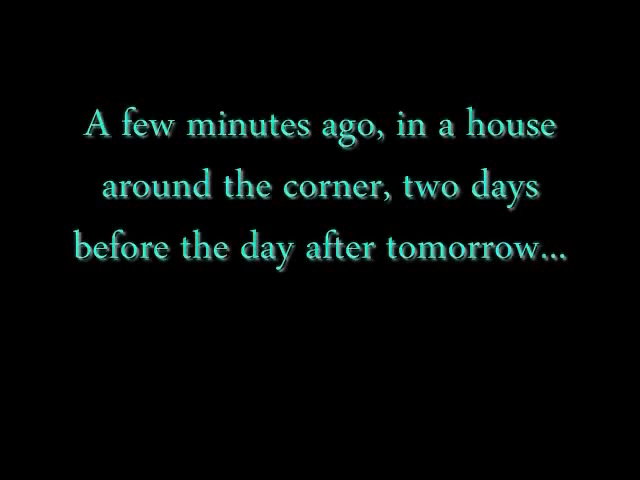 A few minutes ago, in a house
around the corner, two days
before the day after tomorrow...